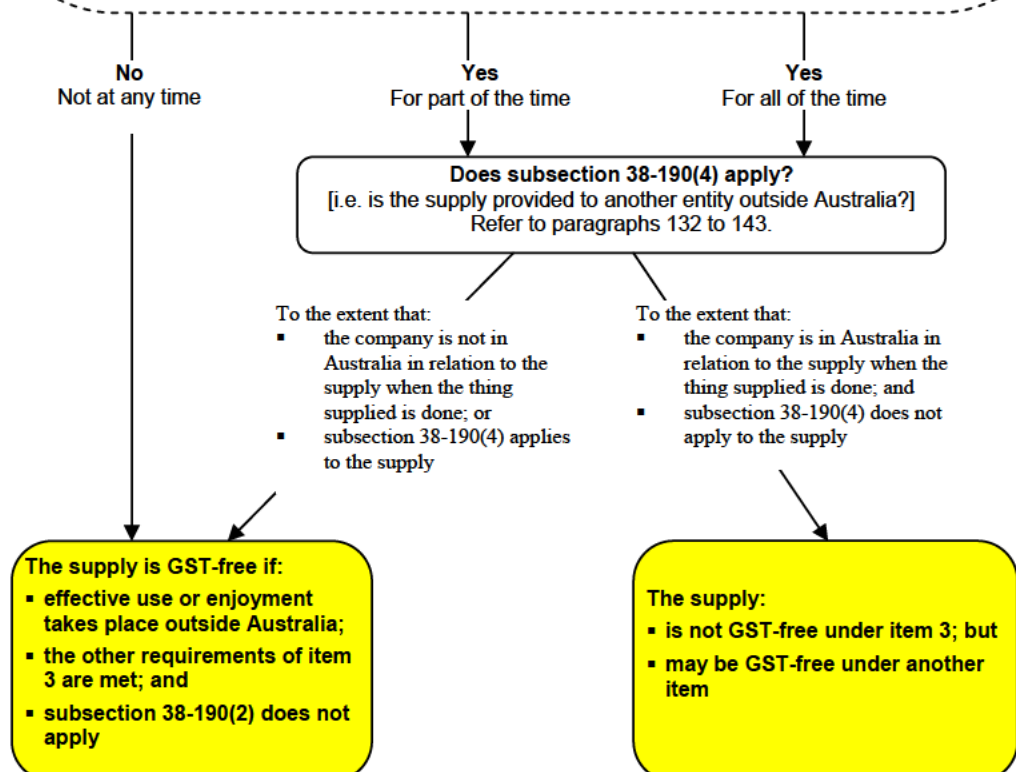 No
Not at any time
Yes
For part of the time
Yes
For all of the time
Does subsection 38-190(4) apply?
[i.e. is the supply provided to another entity outside Australia?]
Refer to paragraphs 132 to 143.
To the extent that:
▪ the company is not in
Australia in relation to the
supply when the thing
supplied is done; or
▪ subsection 38-190(4) applies
to the supply
To the extent that:
▪ the company is in Australia in
relation to the supply when the
thing supplied is done; and
▪ subsection 38-190(4) does not
apply to the supply
The supply is GST-free if:
▪ effective use or enjoyment
takes place outside Australia;
▪ the other requirements of item
3 are met; and
▪ subsection 38-190(2) does not
apply
The supply:
▪ is not GST-free under item 3; but
▪ may be GST-free under another
item